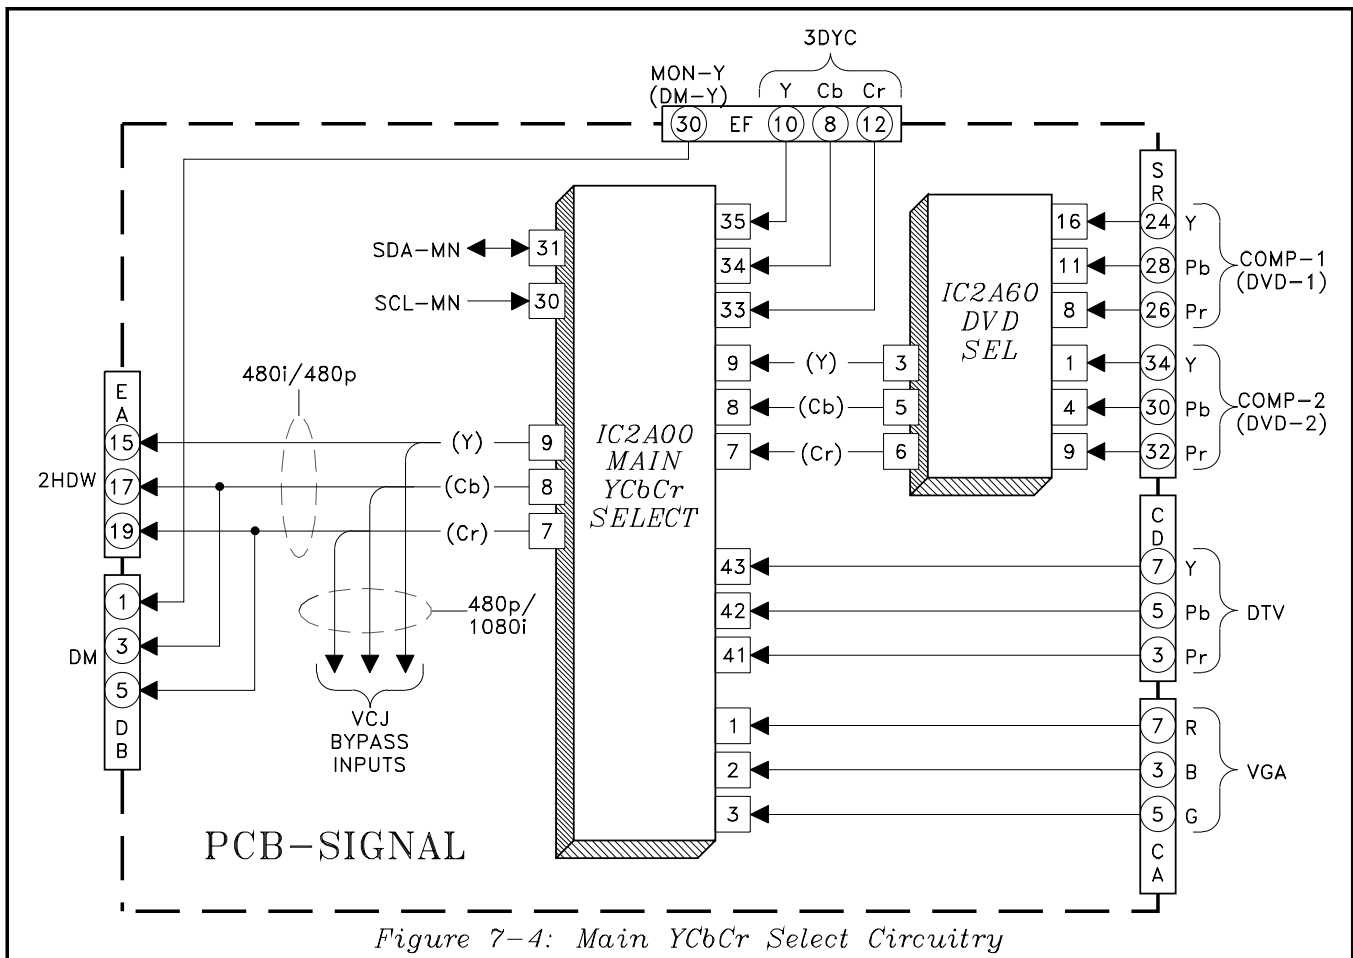 3DYC
MON-Y
(DM-Y)
Y Cb Cr
30 EF 10 8 12
S
R
35
16 24 Y
SDA-MN 31
34
11 28 Pb
COMP-1
(DVD-1)
SCL-MN 30
33
IC2A60
DVD
SEL
8 26 Pr
480i/480p
9 (Y) 3
1 34 Y
E
A
8 (Cb) 5
4 30 Pb
COMP-2
(DVD-2)
15 (Y) 9
IC2A00
MAIN
YCbCr
SELECT
7 (Cr) 6
9 32 Pr
2HDW 17 (Cb) 8
19 (Cr) 7
C
D
43 7 Y
1
480p/
1080i
42 5 Pb DTV
DM 3
41 3 Pr
5
D
B
VCJ
BYPASS
INPUTS
1 7 R
2 3 B VGA
3 5 G
C
A
PCB-SIGNAL
Figure 7-4: Main YCbCr Select Circuitry